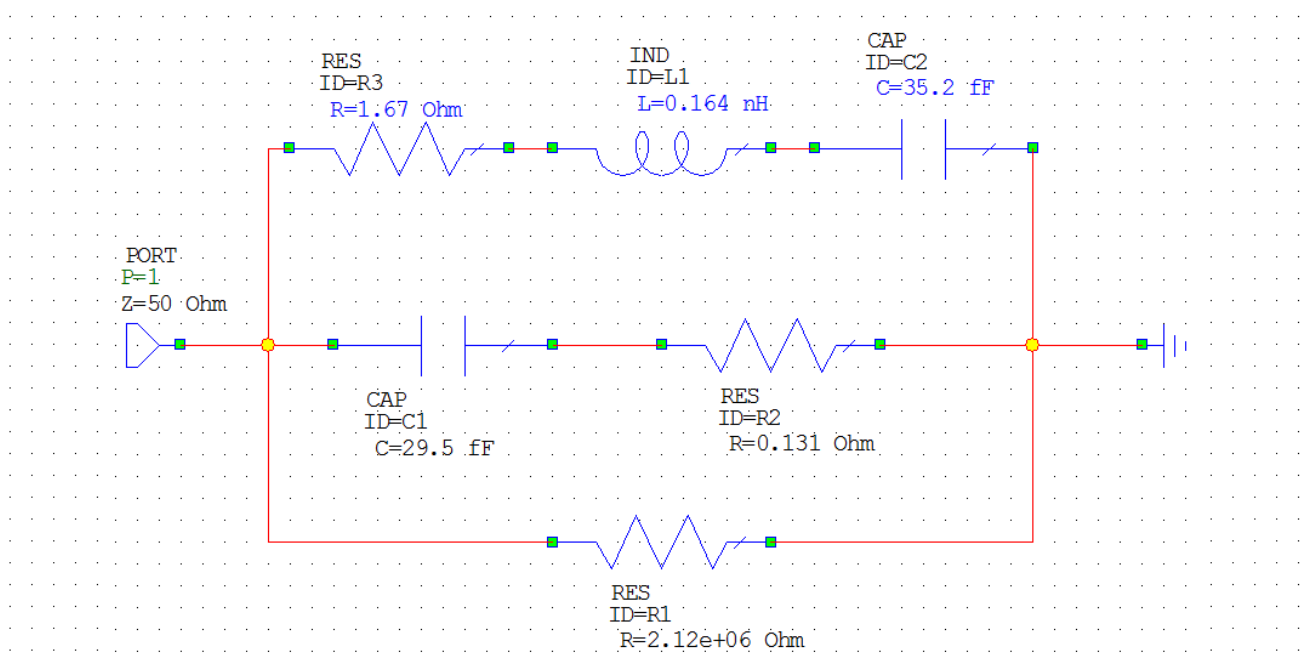 RES
ID=R3
R=1.67 Ohm
IND
ID=L1
L=0.164 nH
CAP
ID=C2
C=35.2 fF
PORT
P=1
Z=50 Ohm
CAP
ID=C1
C=29.5 fF
RES
ID=R2
R=0.131 Ohm
RES
ID=R1
R=2.12e+06 Ohm